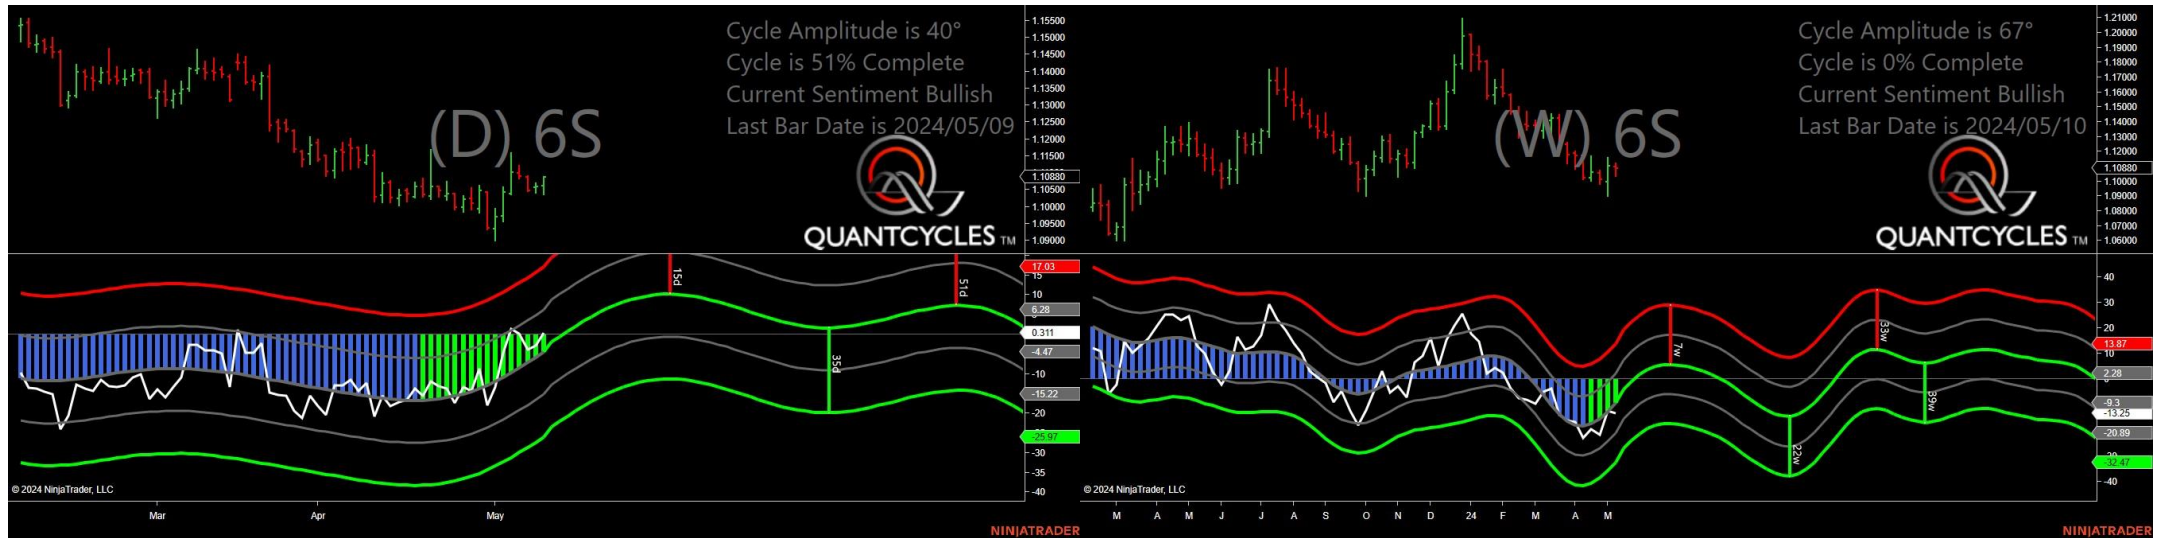 Cycle Amplitude is 40°
Cycle is 51% Complete
Current Sentiment Bullish
Last Bar Date is 2024/05/09
(D) 6S
QUANTCYCLES TM
1.15500
1.15000
1.14500
1.14000
1.13500
1.13000
1.12500
1.12000
1.11500
1.10880
1.10500
1.10000
1.09500
1.09000
15d
35d
51d
17.03
15
10
6.28
0.311
-4.47
-10
-15.22
-20
-25.97
-30
-35
-40
© 2024 NinjaTrader, LLC
Mar
Apr
May
NINJATRADER
Cycle Amplitude is 67°
Cycle is 0% Complete
Current Sentiment Bullish
Last Bar Date is 2024/05/10
(W) 6S
QUANTCYCLES TM
1.21000
1.20000
1.19000
1.18000
1.17000
1.16000
1.15000
1.14000
1.13000
1.12000
1.10880
1.10000
1.09000
1.08000
1.07000
1.06000
7w
22w
33w
39w
40
30
20
13.87
10
2.28
-9.3
-13.25
-20.89
-32.47
-40
© 2024 NinjaTrader, LLC
M A M J J A S O N D 24 F M A M
NINJATRADER